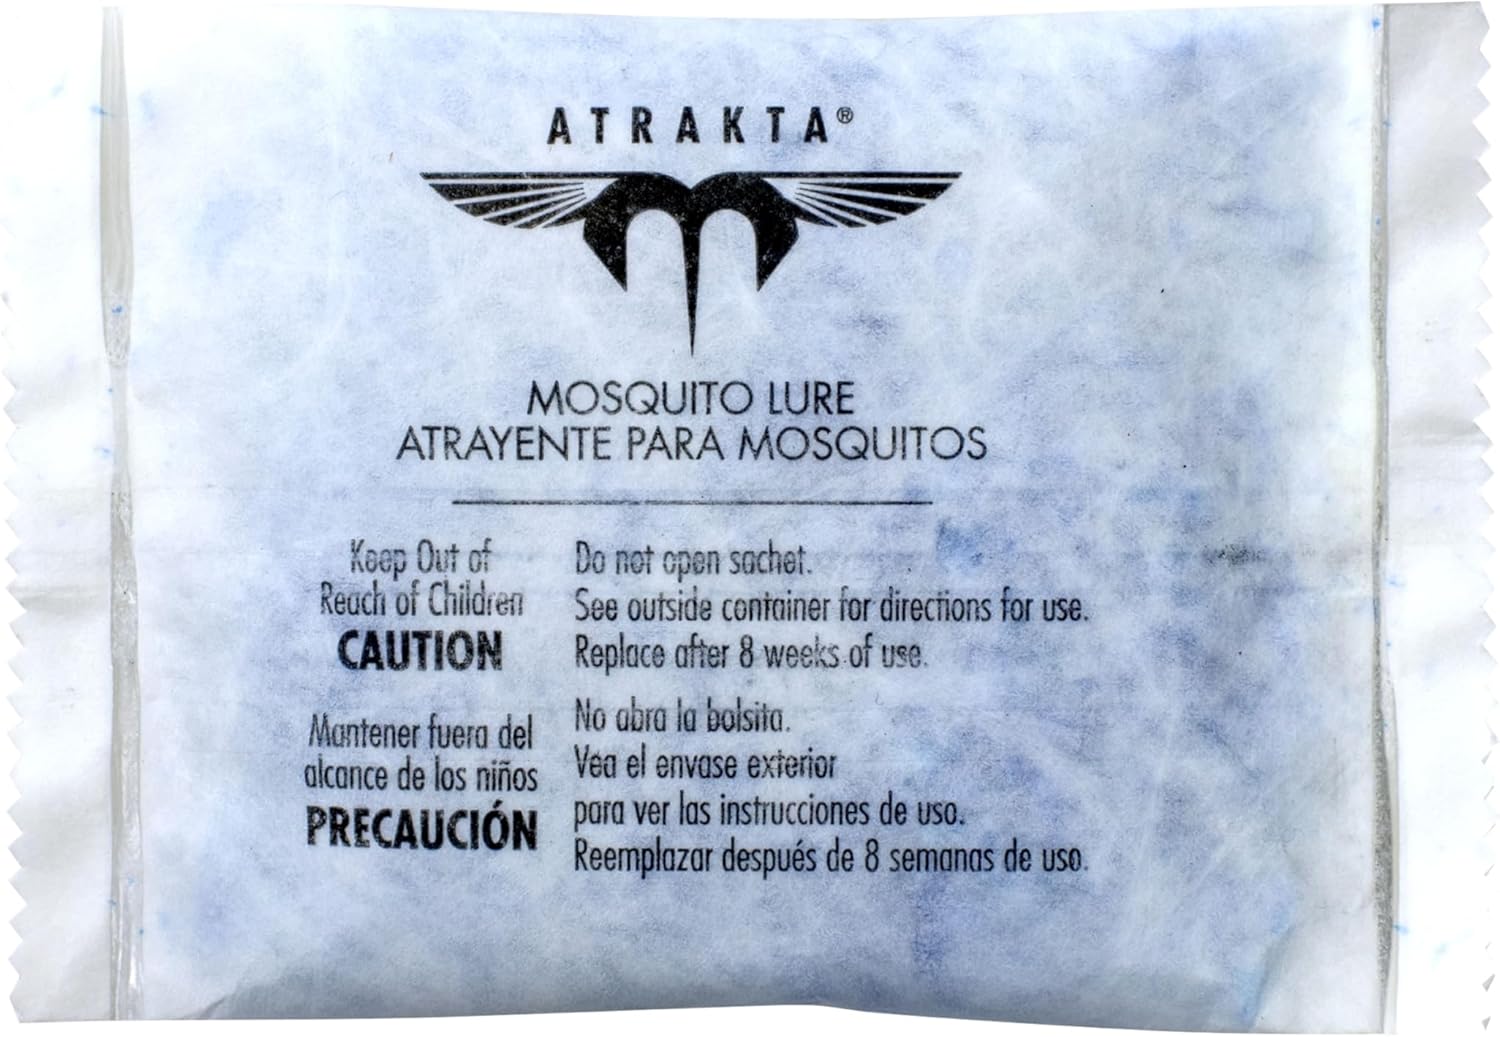 ATRAKTA®
MOSQUITO LURE
ATRAYENTE PARA MOSQUITOS
Keep Out of
Reach of Children
CAUTION
Do not open sachet.
See outside container for directions for use.
Replace after 8 weeks of use.
Mantener fuera del
alcance de los niños
PRECAUCIÓN
No abra la bolsita.
Vea el envase exterior
para ver las instrucciones de uso.
Reemplazar después de 8 semanas de uso.